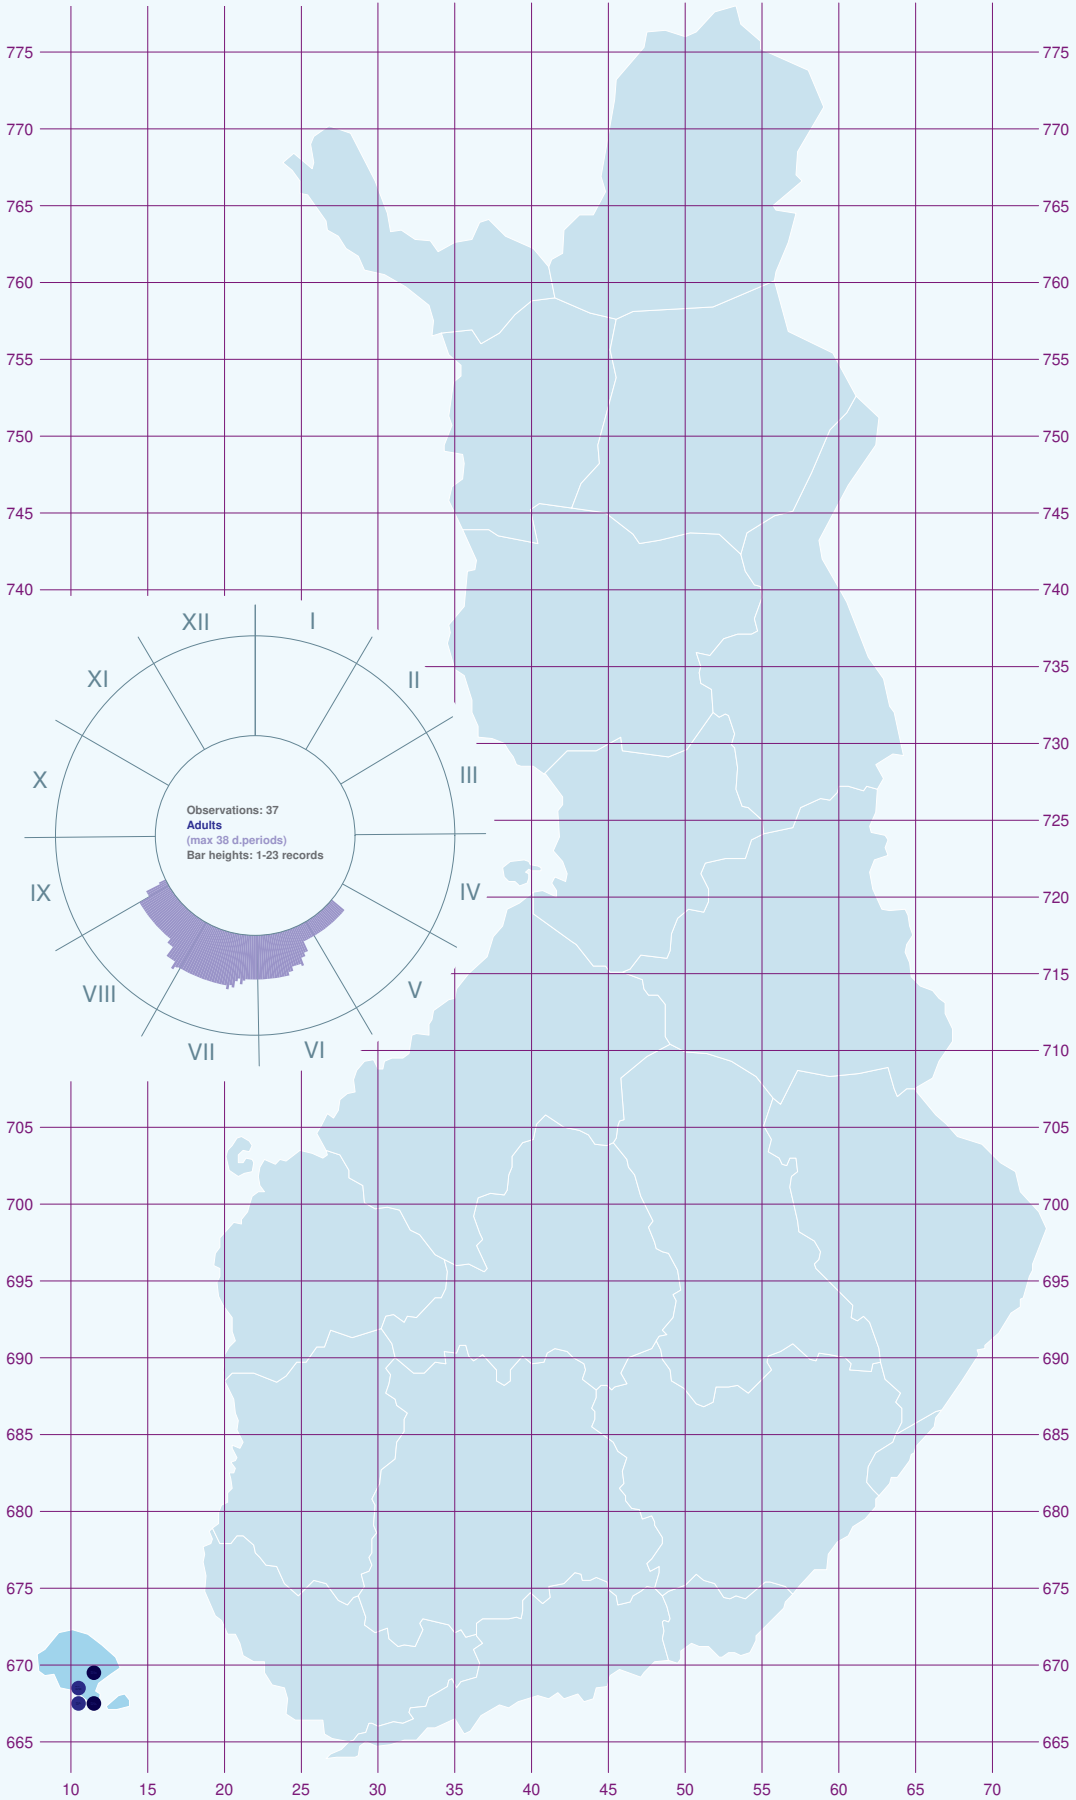 775 775
770 770
765 765
760 760
755 755
750 750
745 745
740 740
XII I
735
XI II
730
X III
Observations: 37
Adults
(max 38 d.periods)
Bar heights: 1-23 records
725
IX IV
720
VIII V
715
VII VI
710
705 705
700 700
695 695
690 690
685 685
680 680
675 675
670 670
665 665
10 15 20 25 30 35 40 45 50 55 60 65 70